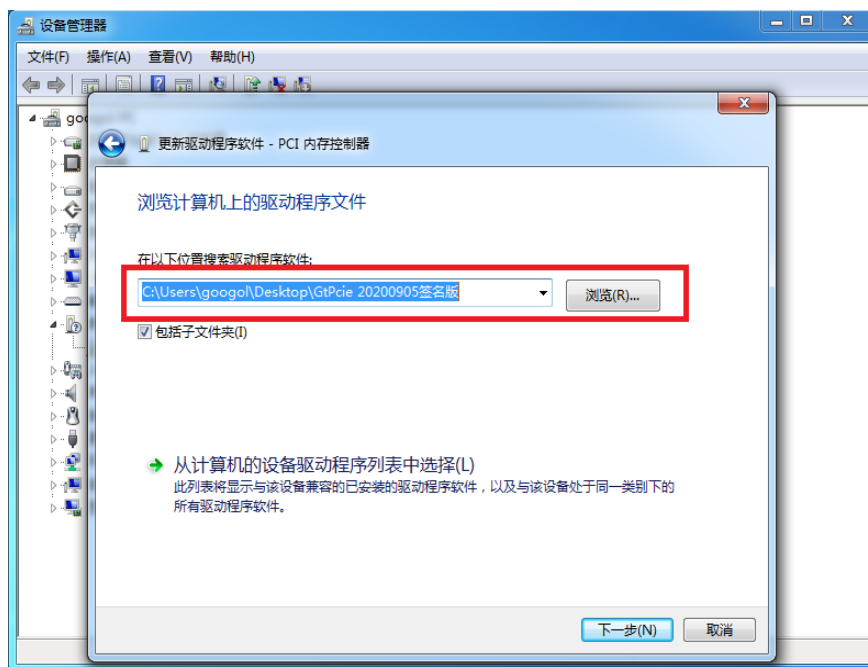 设备管理器
文件(F) 操作(A) 查看(V) 帮助(H)
更新驱动程序软件 - PCI 内存控制器
浏览计算机上的驱动程序文件
在以下位置搜索驱动程序软件:
C:\Users\googol\Desktop\GtPcie 20200905签名版
浏览(R)...
包括子文件夹(I)
从计算机的设备驱动程序列表中选择(L)
此列表将显示与该设备兼容的已安装的驱动程序软件，以及与该设备处于同一类别下的
所有驱动程序软件。
下一步(N) 取消